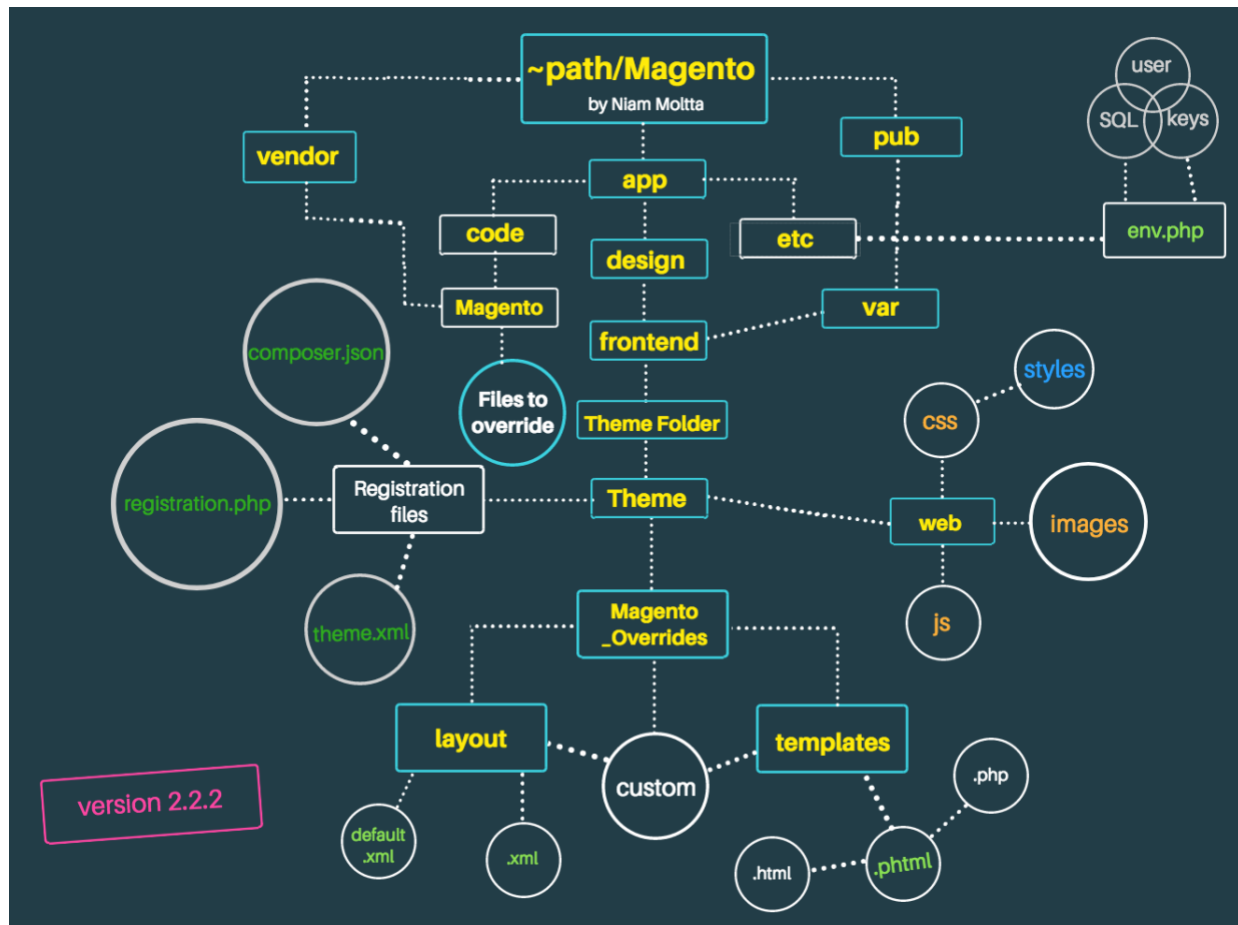 ~path/Magento
by Niam Moltta
user
SQL
keys
vendor
pub
app
code
etc
env.php
design
Magento
var
frontend
composer.json
styles
Files to
override
Theme Folder
css
registration.php
Registration
files
Theme
web
images
Magento
_Overrides
js
theme.xml
layout
templates
custom
version 2.2.2
.php
default
.xml
.xml
.html
.phtml